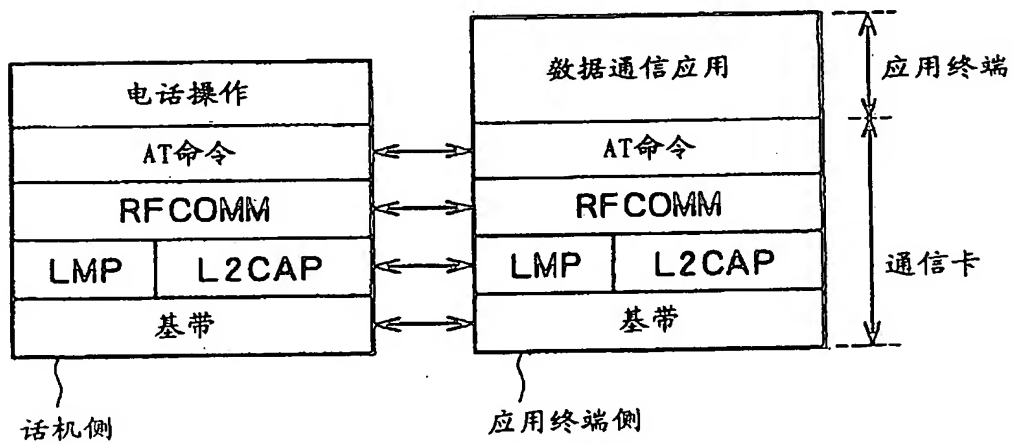 电话操作
AT命令
RFCOMM
LMP L2CAP
基带
话机侧
数据通信应用
AT命令
RFCOMM
LMP L2CAP
基带
应用终端侧
应用终端
通信卡